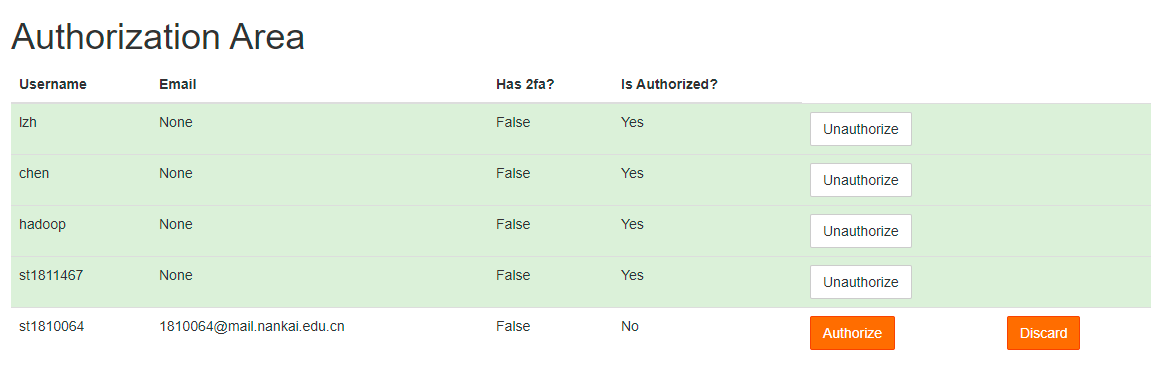 Authorization Area
Username Email Has 2fa? Is Authorized?
lzh None False Yes Unauthorize
chen None False Yes Unauthorize
hadoop None False Yes Unauthorize
st1811467 None False Yes Unauthorize
st1810064 1810064@mail.nankai.edu.cn False No Authorize Discard